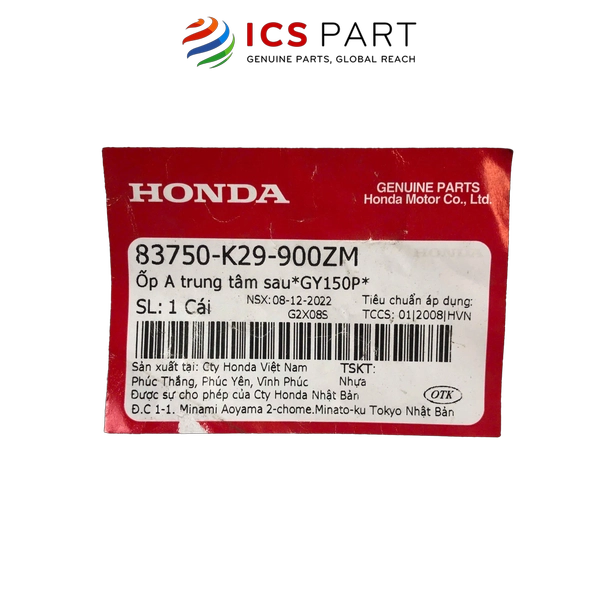 ICS PART
GENUINE PARTS, GLOBAL REACH
HONDA
GENUINE PARTS
Honda Motor Co., Ltd.
83750-K29-900ZM
Ốp A trung tâm sau*GY150P*
SL: 1 Cái
NSX: 08-12-2022
G2X08S
Tiêu chuẩn áp dụng:
TCCS: 01|2008|HVN
Sản xuất tại: Cty Honda Việt Nam
TSKT:
Phúc Thắng, Phúc Yên, Vĩnh Phúc
Nhựa
Được sự cho phép của Cty Honda Nhật Bản
Đ.C 1-1. Minami Aoyama 2-chome.Minato-ku Tokyo Nhật Bản
OTK